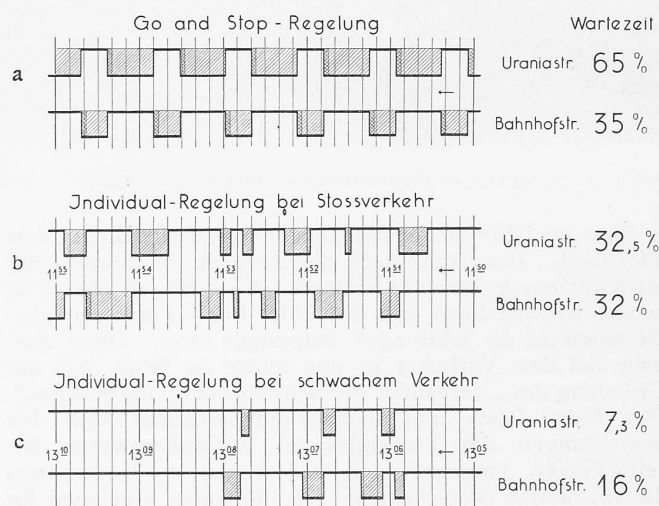 Go and Stop-Regelung
Wartezeit
a
Uraniastr. 65 %
Bahnhofstr. 35 %
Individual-Regelung bei Stossverkehr
b
Uraniastr. 32,5 %
11 55 11 54 11 53 11 52 11 51 11 50
Bahnhofstr. 32 %
Individual-Regelung bei schwachem Verkehr
c
Uraniastr. 7,3 %
13 10 13 09 13 08 13 07 13 06 13 05
Bahnhofstr. 16 %